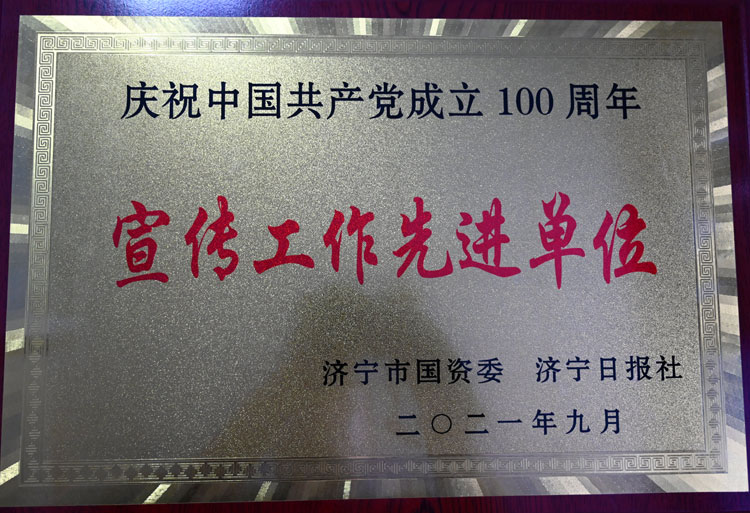 庆祝中国共产党成立100周年
宣传工作先进单位
济宁市国资委 济宁日报社
二〇二一年九月